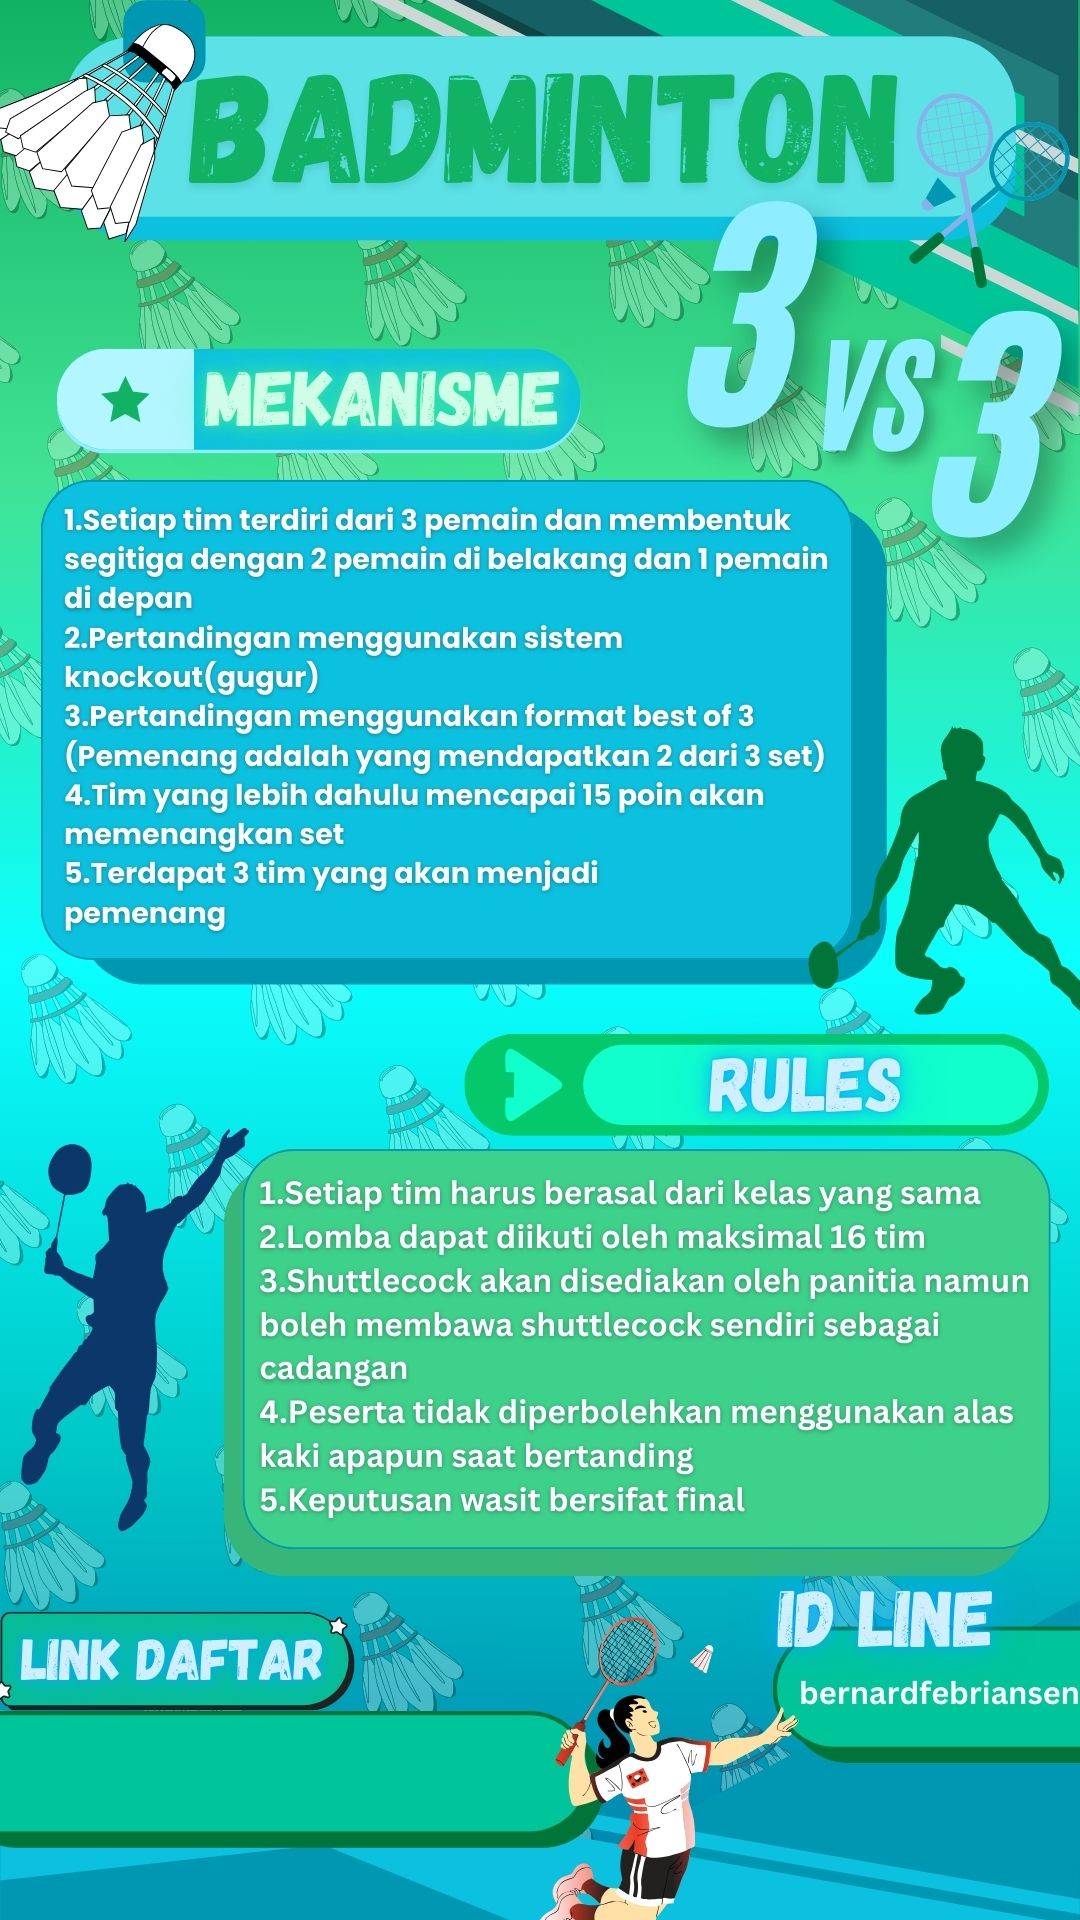 BADMINTON
3 VS 3
MEKANISME
1.Setiap tim terdiri dari 3 pemain dan membentuk
segitiga dengan 2 pemain di belakang dan 1 pemain
di depan
2.Pertandingan menggunakan sistem
knockout(gugur)
3.Pertandingan menggunakan format best of 3
(Pemenang adalah yang mendapatkan 2 dari 3 set)
4.Tim yang lebih dahulu mencapai 15 poin akan
memenangkan set
5.Terdapat 3 tim yang akan menjadi
pemenang
RULES
1.Setiap tim harus berasal dari kelas yang sama
2.Lomba dapat diikuti oleh maksimal 16 tim
3.Shuttlecock akan disediakan oleh panitia namun
boleh membawa shuttlecock sendiri sebagai
cadangan
4.Peserta tidak diperbolehkan menggunakan alas
kaki apapun saat bertanding
5.Keputusan wasit bersifat final
LINK DAFTAR
ID LINE
bernardfebriansen